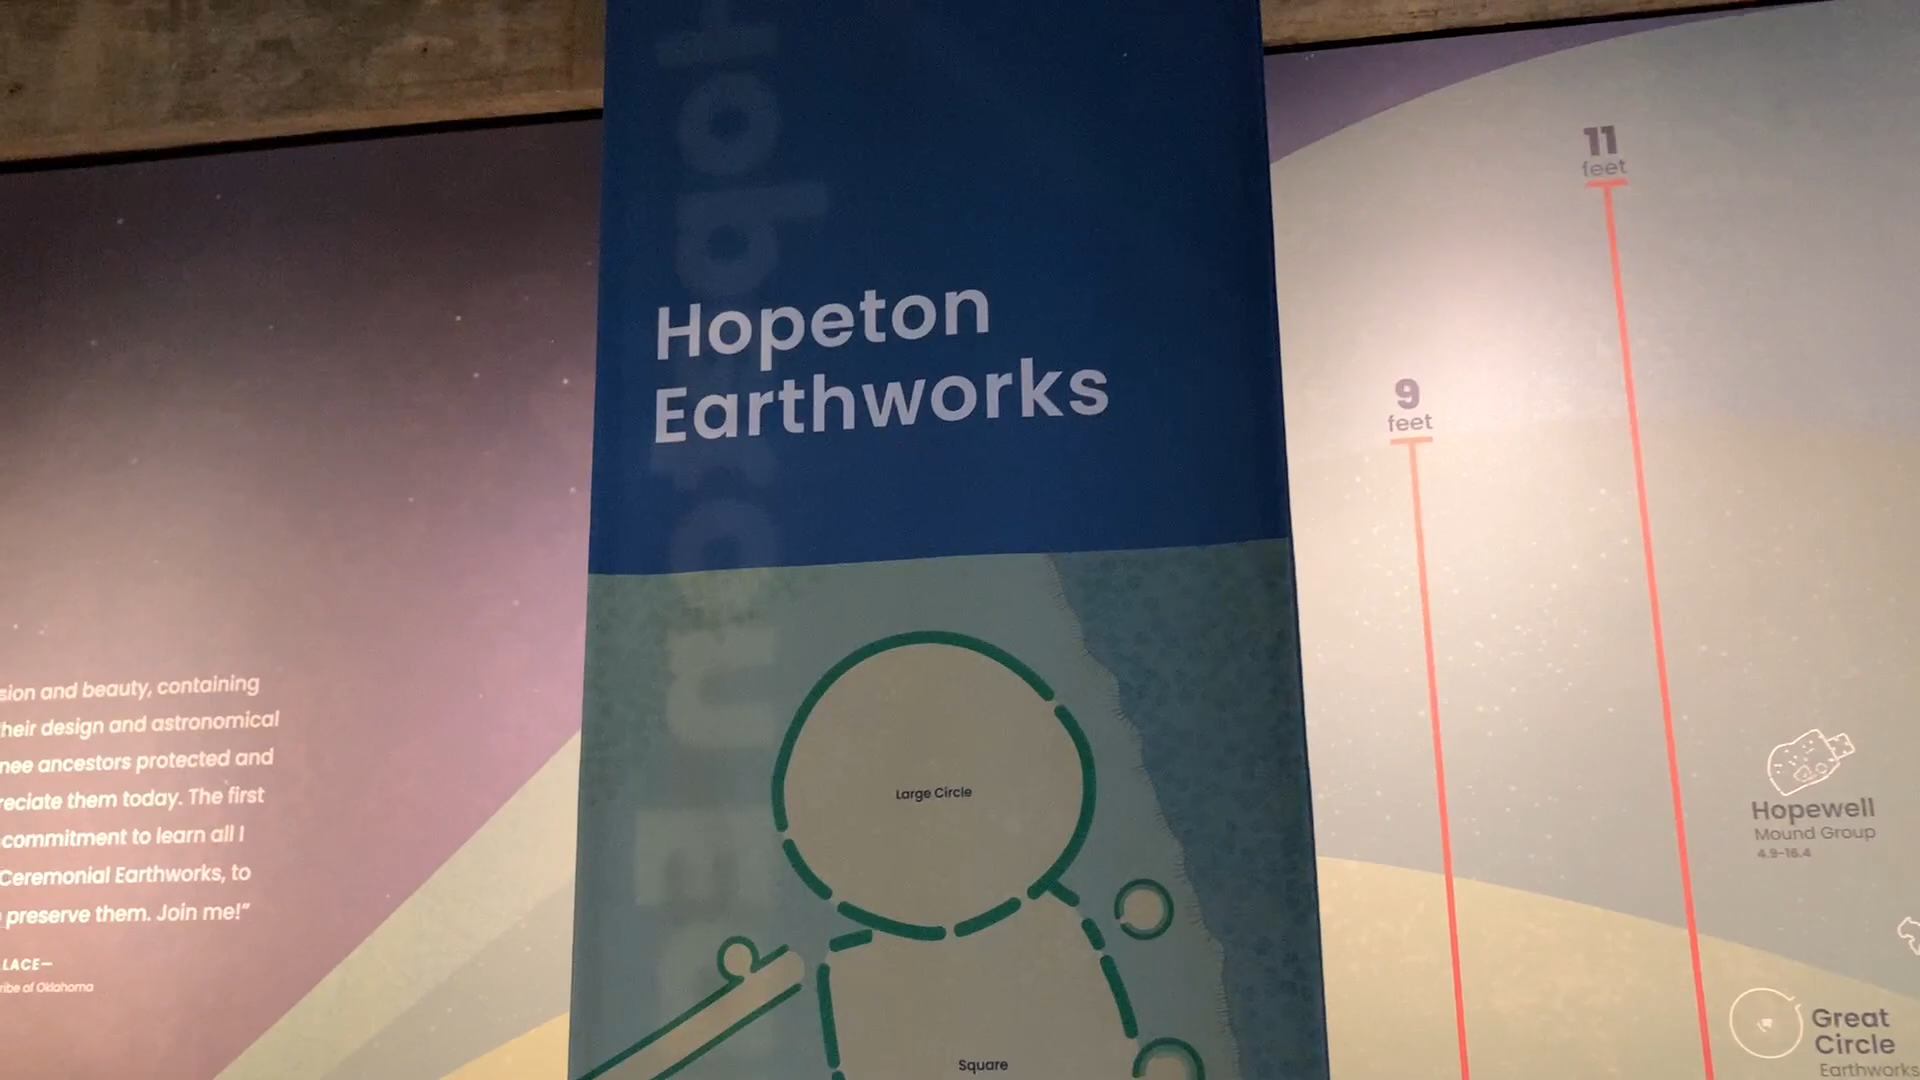 Hopeton
Earthworks
Large Circle
Square
sion and beauty, containing
heir design and astronomical
nee ancestors protected and
reciate them today. The first
commitment to learn all I
Ceremonial Earthworks, to
preserve them. Join me!"
LACE—
ribe of Oklahoma
9
feet
11
feet
Hopewell
Mound Group
4.9-16.4
Great
Circle
Earthworks